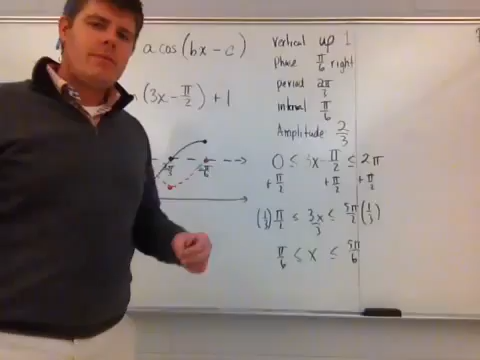 a cos(bx - c)
(3x - π/2) + 1
5π/6
vertical up 1
phase π/6 right
period 2π/3
interval π/6
Amplitude 2/3
0 ≤ 3x - π/2 ≤ 2π
+π/2 +π/2 +π/2
(1/3) π/2 ≤ 3x/3 ≤ 5π/2 (1/3)
π/6 ≤ x ≤ 5π/6